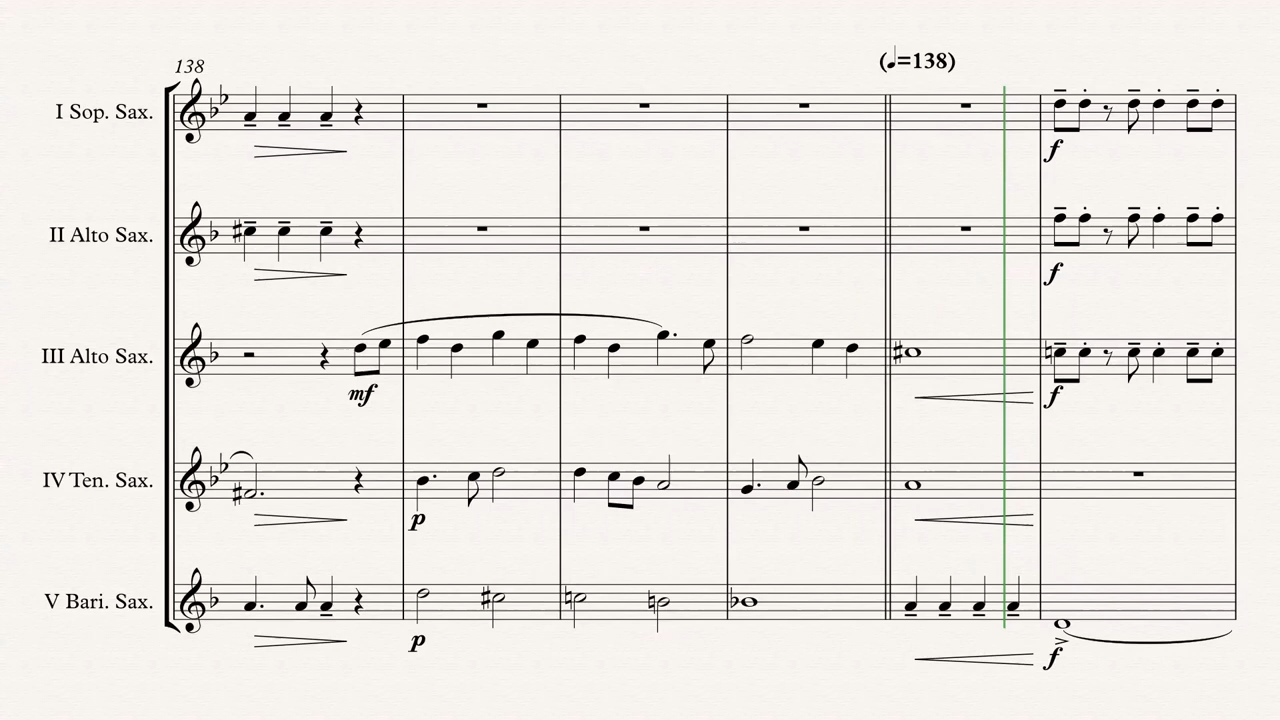 138
(♩=138)
I Sop. Sax.
f
II Alto Sax.
f
III Alto Sax.
mf
f
IV Ten. Sax.
p
V Bari. Sax.
p
f